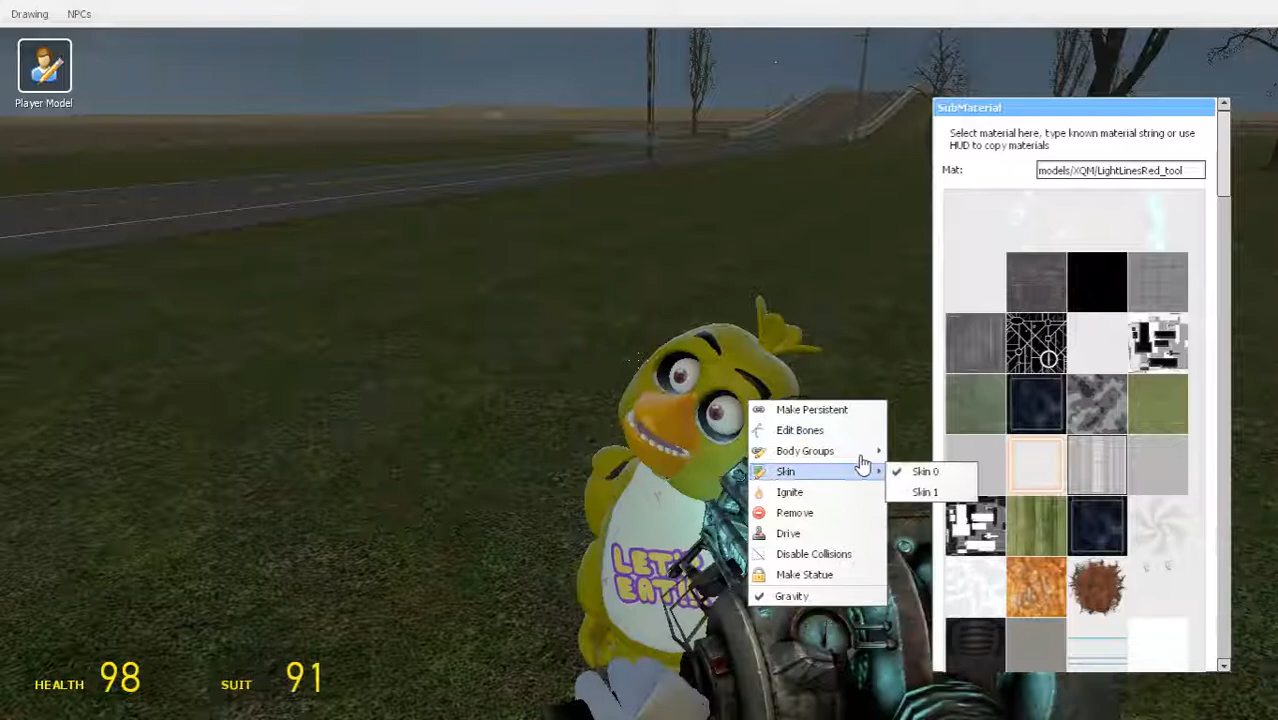 Drawing
NPCs
Player Model
SubMaterial
Select material here, type known material string or use
HUD to copy materials
Mat:
models/XQM/LightLinesRed_tool
Make Persistent
Edit Bones
Body Groups
Skin
Skin 0
Skin 1
Ignite
Remove
Drive
Disable Collisions
Make Statue
Gravity
LET'S
EAT!!!
HEALTH 98
SUIT 91